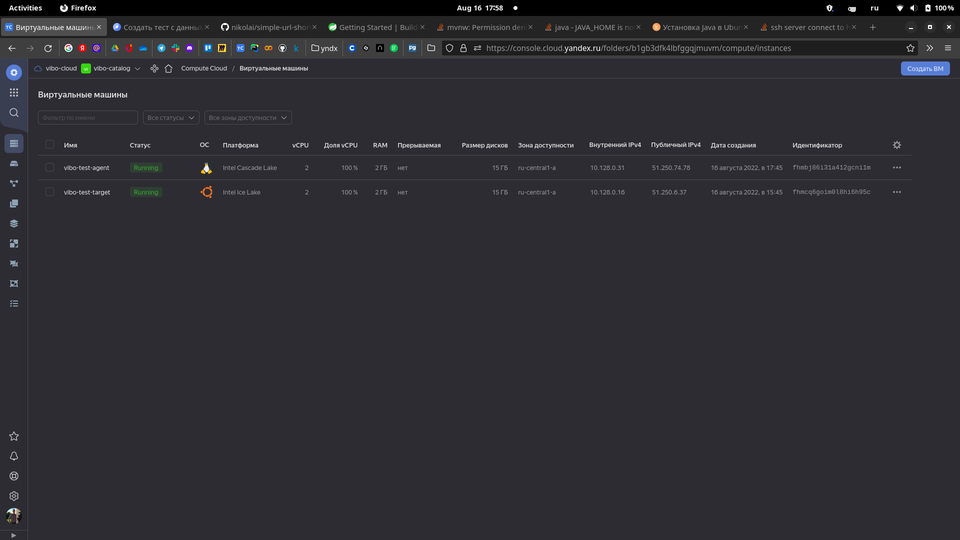 Activities Firefox Aug 16 17:58 ru 100%
Виртуальные машины Создать тест с данны nikolai/simple-url-shor Getting Started | Build mvnw: Permission den java - JAVA_HOME is no Установка Java в Ubun ssh server connect to
yndx https://console.cloud.yandex.ru/folders/b1gb3dfk4lbfgqqjmuvm/compute/instances
vibo-cloud vibo-catalog Compute Cloud / Виртуальные машины Создать ВМ
Виртуальные машины
Фильтр по имени Все статусы Все зоны доступности
Имя Статус ОС Платформа vCPU Доля vCPU RAM Прерываемая Размер дисков Зона доступности Внутренний IPv4 Публичный IPv4 Дата создания Идентификатор
vibo-test-agent Running Intel Cascade Lake 2 100 % 2 ГБ нет 15 ГБ ru-central1-a 10.128.0.31 51.250.74.78 16 августа 2022, в 17:45 fhmbj86i31a412gcni1m
vibo-test-target Running Intel Ice Lake 2 100 % 2 ГБ нет 15 ГБ ru-central1-a 10.128.0.16 51.250.6.37 16 августа 2022, в 15:45 fhmcq6goim0l8hi6h95c